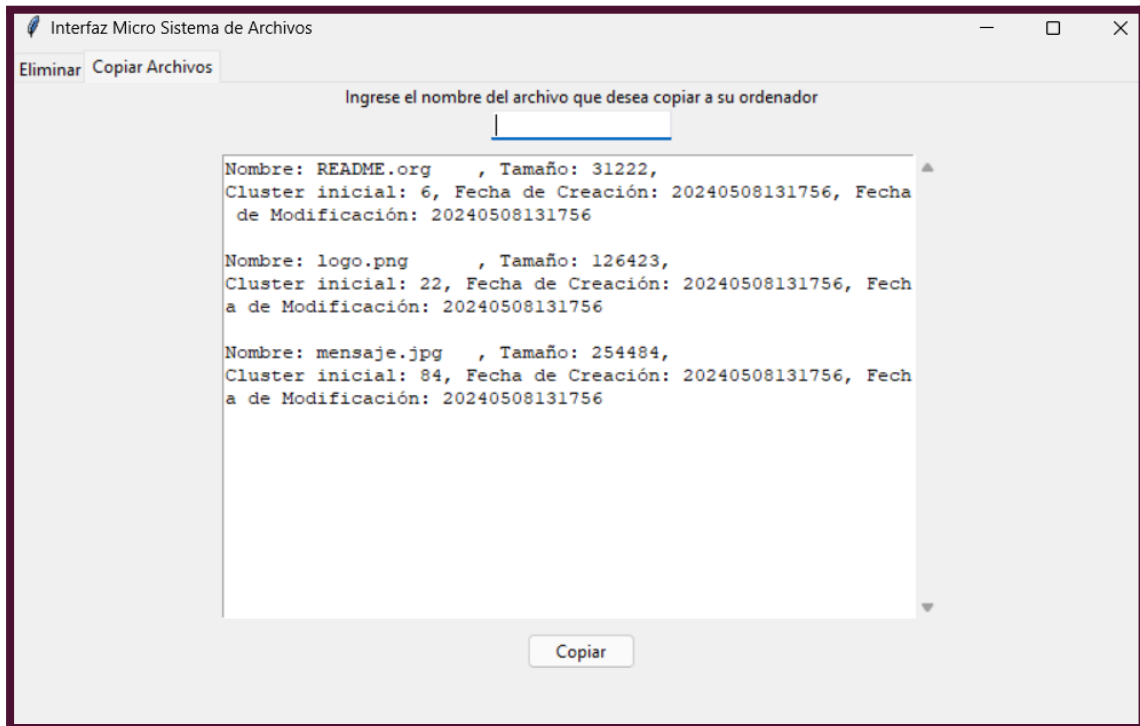 Interfaz Micro Sistema de Archivos
Eliminar Copiar Archivos
Ingrese el nombre del archivo que desea copiar a su ordenador
Nombre: README.org    , Tamaño: 31222,
Cluster inicial: 6, Fecha de Creación: 20240508131756, Fecha
 de Modificación: 20240508131756
Nombre: logo.png      , Tamaño: 126423,
Cluster inicial: 22, Fecha de Creación: 20240508131756, Fech
a de Modificación: 20240508131756
Nombre: mensaje.jpg   , Tamaño: 254484,
Cluster inicial: 84, Fecha de Creación: 20240508131756, Fech
a de Modificación: 20240508131756
Copiar